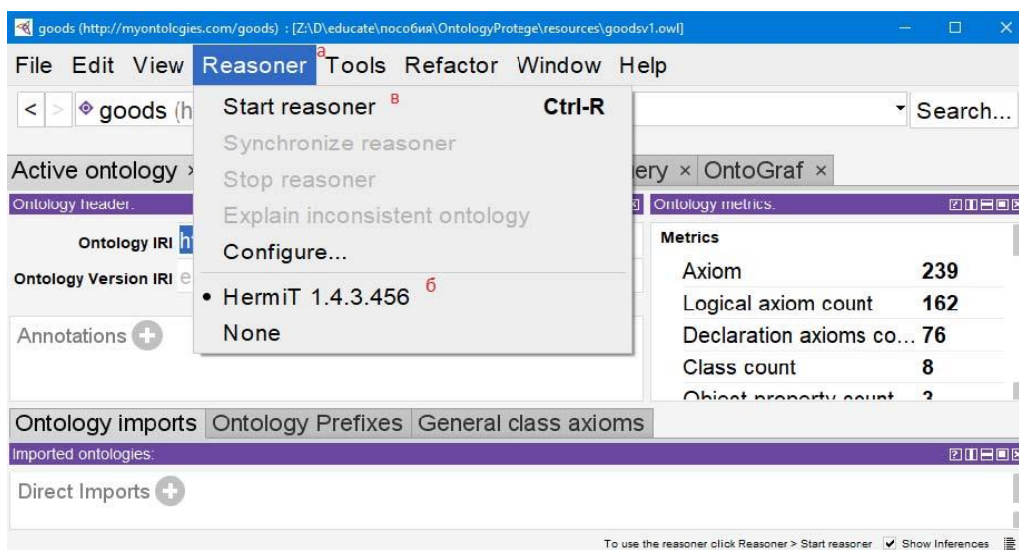 goods (http://myontologies.com/goods) : [Z:\D\educate\пособия\OntologyProtege\resources\goodsv1.owl]
File Edit View Reasoner а Tools Refactor Window Help
< > goods (h Search...
Start reasoner в Ctrl-R
Synchronize reasoner
Active ontology × ery × OntoGraf ×
Stop reasoner
Ontology header: Ontology metrics:
Explain inconsistent ontology
Ontology IRI Metrics
Configure...
Axiom 239
Ontology Version IRI e
HermiT 1.4.3.456 б
Logical axiom count 162
Annotations
None
Declaration axioms co... 76
Class count 8
Object property count 3
Ontology imports Ontology Prefixes General class axioms
Imported ontologies:
Direct Imports
To use the reasoner click Reasoner > Start reasoner Show Inferences